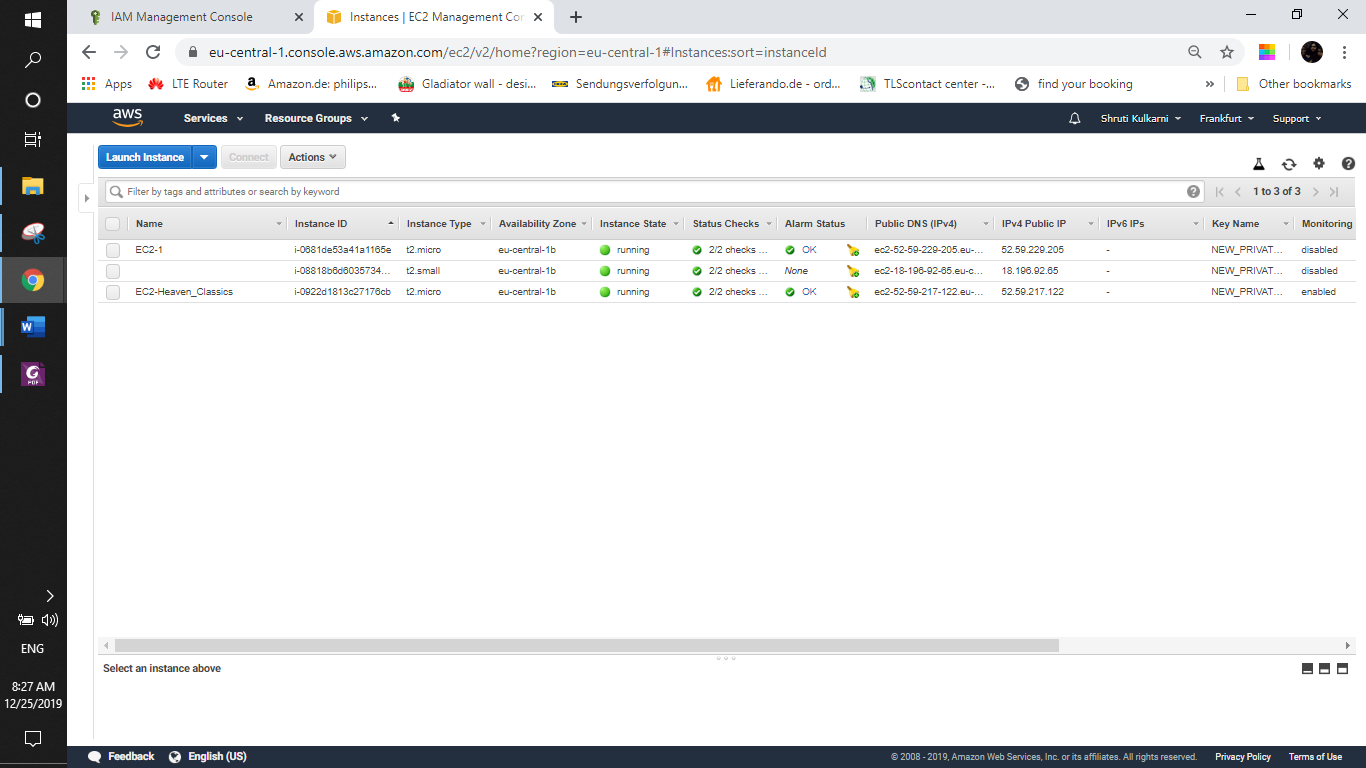 IAM Management Console
Instances | EC2 Management Con
eu-central-1.console.aws.amazon.com/ec2/v2/home?region=eu-central-1#Instances:sort=instanceId
Apps LTE Router Amazon.de: philips... Gladiator wall - desi... Sendungsverfolgun... Lieferando.de - ord... TLScontact center -... find your booking » Other bookmarks
aws Services Resource Groups Shruti Kulkarni Frankfurt Support
Launch Instance Connect Actions
Filter by tags and attributes or search by keyword 1 to 3 of 3
Name Instance ID Instance Type Availability Zone Instance State Status Checks Alarm Status Public DNS (IPv4) IPv4 Public IP IPv6 IPs Key Name Monitoring
EC2-1 i-0681de53a41a1165e t2.micro eu-central-1b running 2/2 checks ... OK ec2-52-59-229-205.eu-... 52.59.229.205 - NEW_PRIVAT... disabled
i-08818b6d6035734... t2.small eu-central-1b running 2/2 checks ... None ec2-18-196-92-65.eu-c... 18.196.92.65 - NEW_PRIVAT... disabled
EC2-Heaven_Classics i-0922d1813c27176cb t2.micro eu-central-1b running 2/2 checks ... OK ec2-52-59-217-122.eu-... 52.59.217.122 - NEW_PRIVAT... enabled
Select an instance above
ENG
8:27 AM
12/25/2019
Feedback English (US) © 2008 - 2019, Amazon Web Services, Inc. or its affiliates. All rights reserved. Privacy Policy Terms of Use